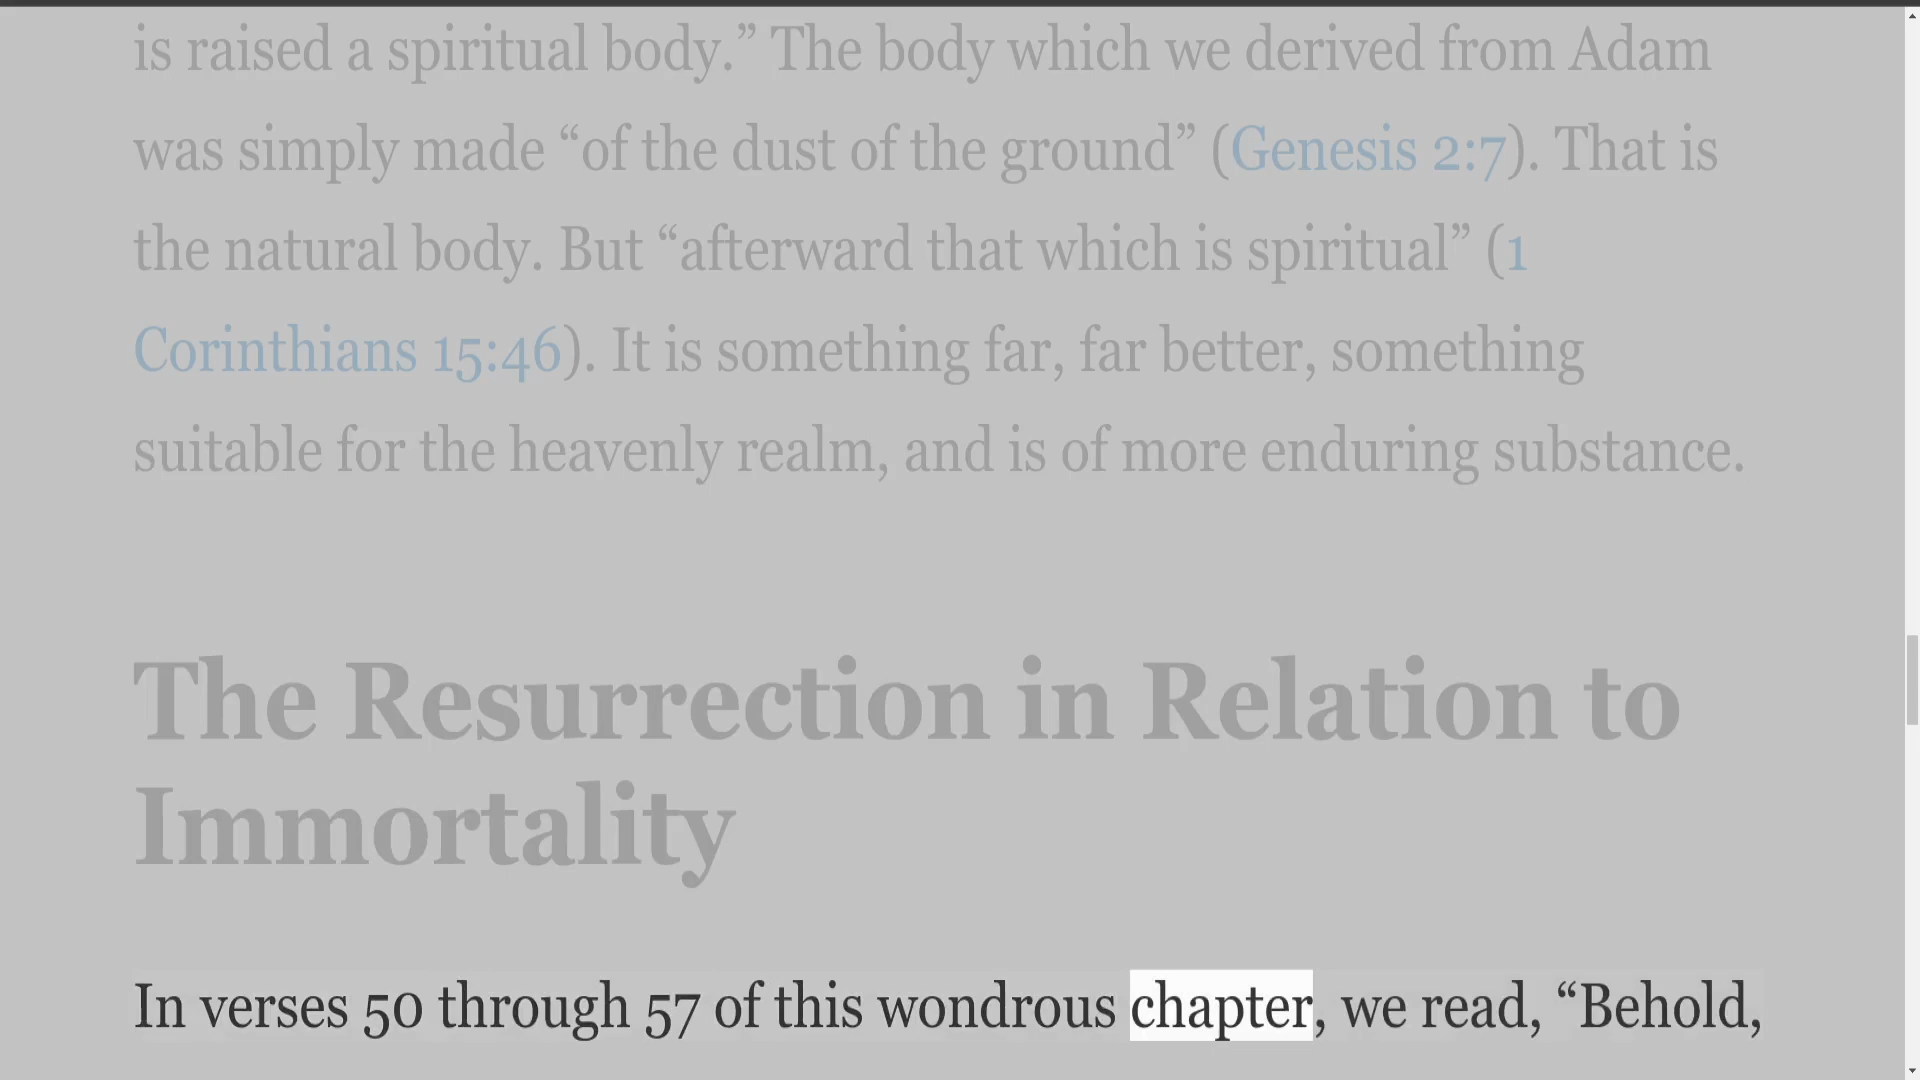 is raised a spiritual body.” The body which we derived from Adam
was simply made “of the dust of the ground” (Genesis 2:7). That is
the natural body. But “afterward that which is spiritual” (1
Corinthians 15:46). It is something far, far better, something
suitable for the heavenly realm, and is of more enduring substance.
The Resurrection in Relation to
Immortality
In verses 50 through 57 of this wondrous chapter, we read, “Behold,